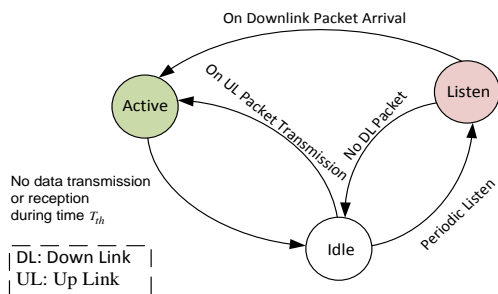 On Downlink Packet Arrival
Active
On UL Packet Transmission
No DL Packet
Listen
No data transmission
or reception
during time T_th
Idle
Periodic Listen
DL: Down Link
UL: Up Link